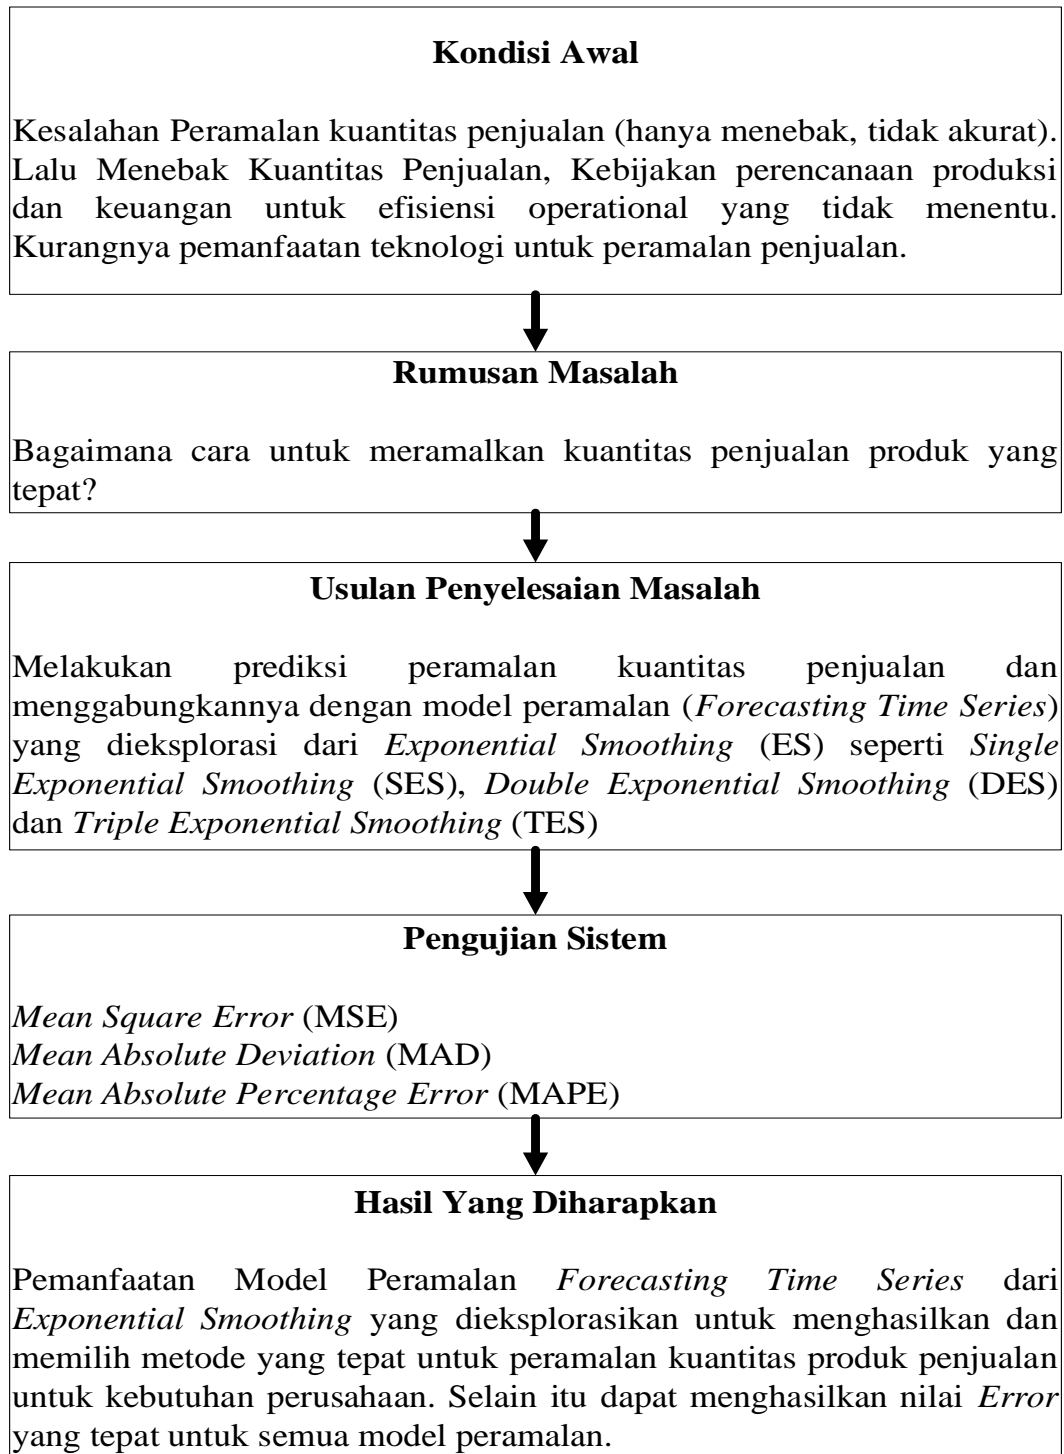 Kondisi Awal
Kesalahan Peramalan kuantitas penjualan (hanya menebak, tidak akurat).
Lalu Menebak Kuantitas Penjualan, Kebijakan perencanaan produksi
dan keuangan untuk efisiensi operational yang tidak menentu.
Kurangnya pemanfaatan teknologi untuk peramalan penjualan.
Rumusan Masalah
Bagaimana cara untuk meramalkan kuantitas penjualan produk yang
tepat?
Usulan Penyelesaian Masalah
Melakukan prediksi peramalan kuantitas penjualan dan
menggabungkannya dengan model peramalan (Forecasting Time Series)
yang dieksplorasi dari Exponential Smoothing (ES) seperti Single
Exponential Smoothing (SES), Double Exponential Smoothing (DES)
dan Triple Exponential Smoothing (TES)
Pengujian Sistem
Mean Square Error (MSE)
Mean Absolute Deviation (MAD)
Mean Absolute Percentage Error (MAPE)
Hasil Yang Diharapkan
Pemanfaatan Model Peramalan Forecasting Time Series dari
Exponential Smoothing yang dieksplorasikan untuk menghasilkan dan
memilih metode yang tepat untuk peramalan kuantitas produk penjualan
untuk kebutuhan perusahaan. Selain itu dapat menghasilkan nilai Error
yang tepat untuk semua model peramalan.